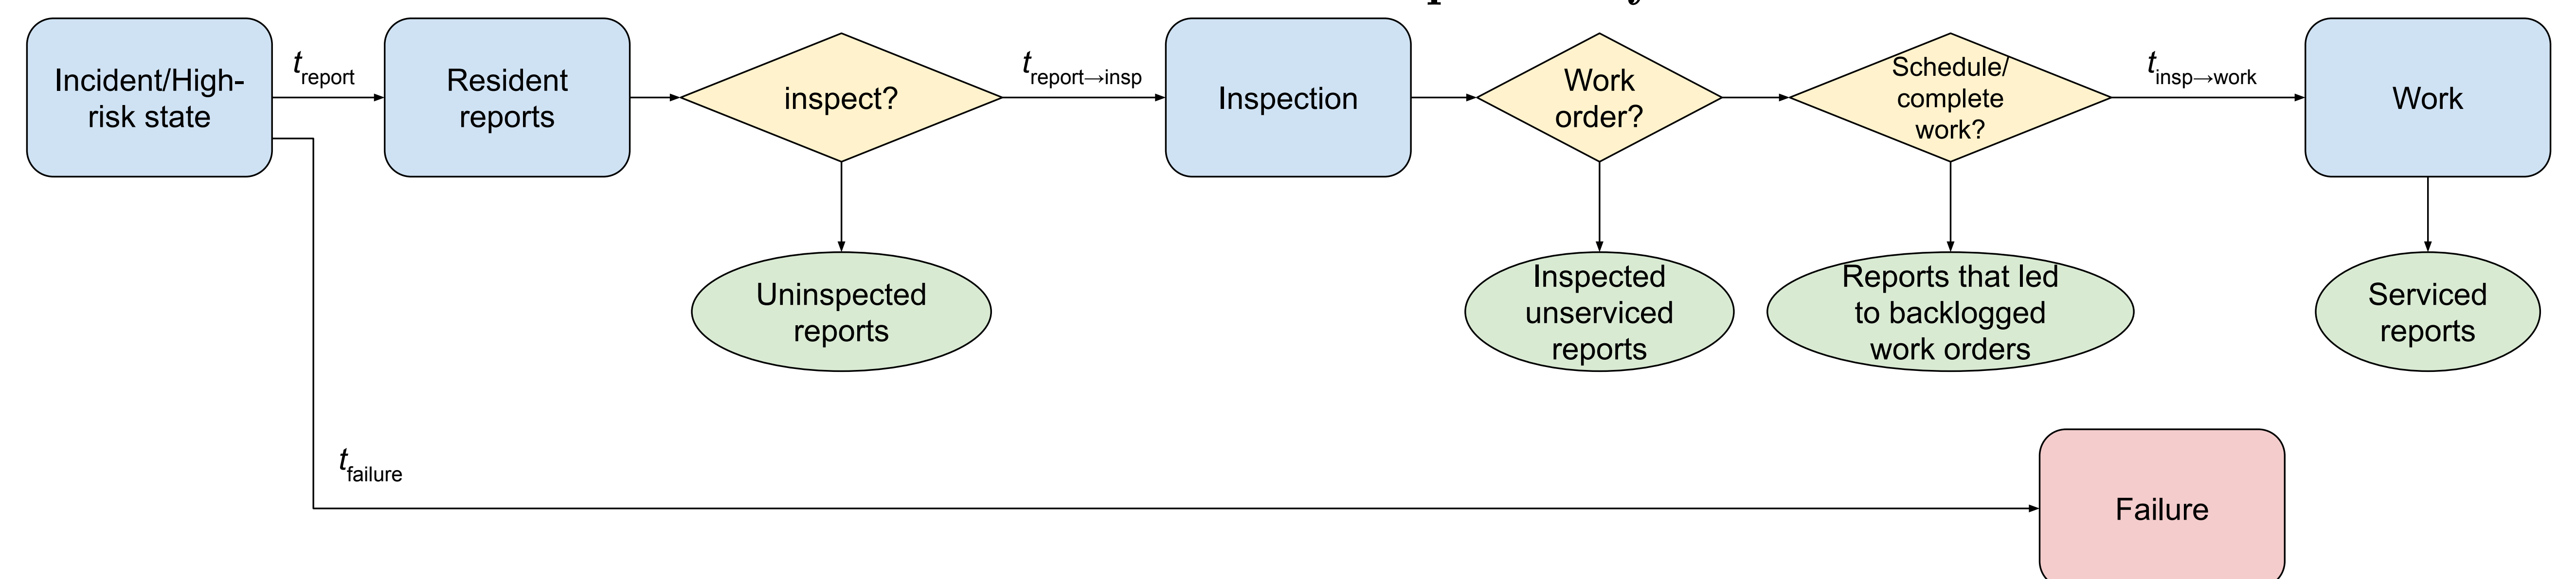 Incident/High-
risk state
t report
Resident
reports
inspect?
t report→insp
Inspection
Work
order?
Schedule/
complete
work?
t insp→work
Work
Uninspected
reports
Inspected
unserviced
reports
Reports that led
to backlogged
work orders
Serviced
reports
t failure
Failure